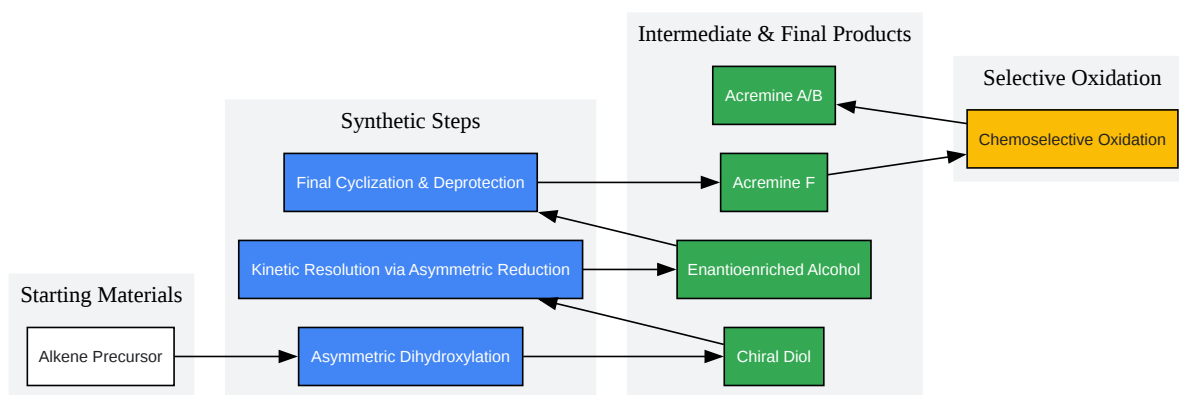 Intermediate & Final Products
Acremine A/B
Selective Oxidation
Chemoselective Oxidation
Synthetic Steps
Final Cyclization & Deprotection
Acremine F
Kinetic Resolution via Asymmetric Reduction
Enantioenriched Alcohol
Starting Materials
Alkene Precursor
Asymmetric Dihydroxylation
Chiral Diol